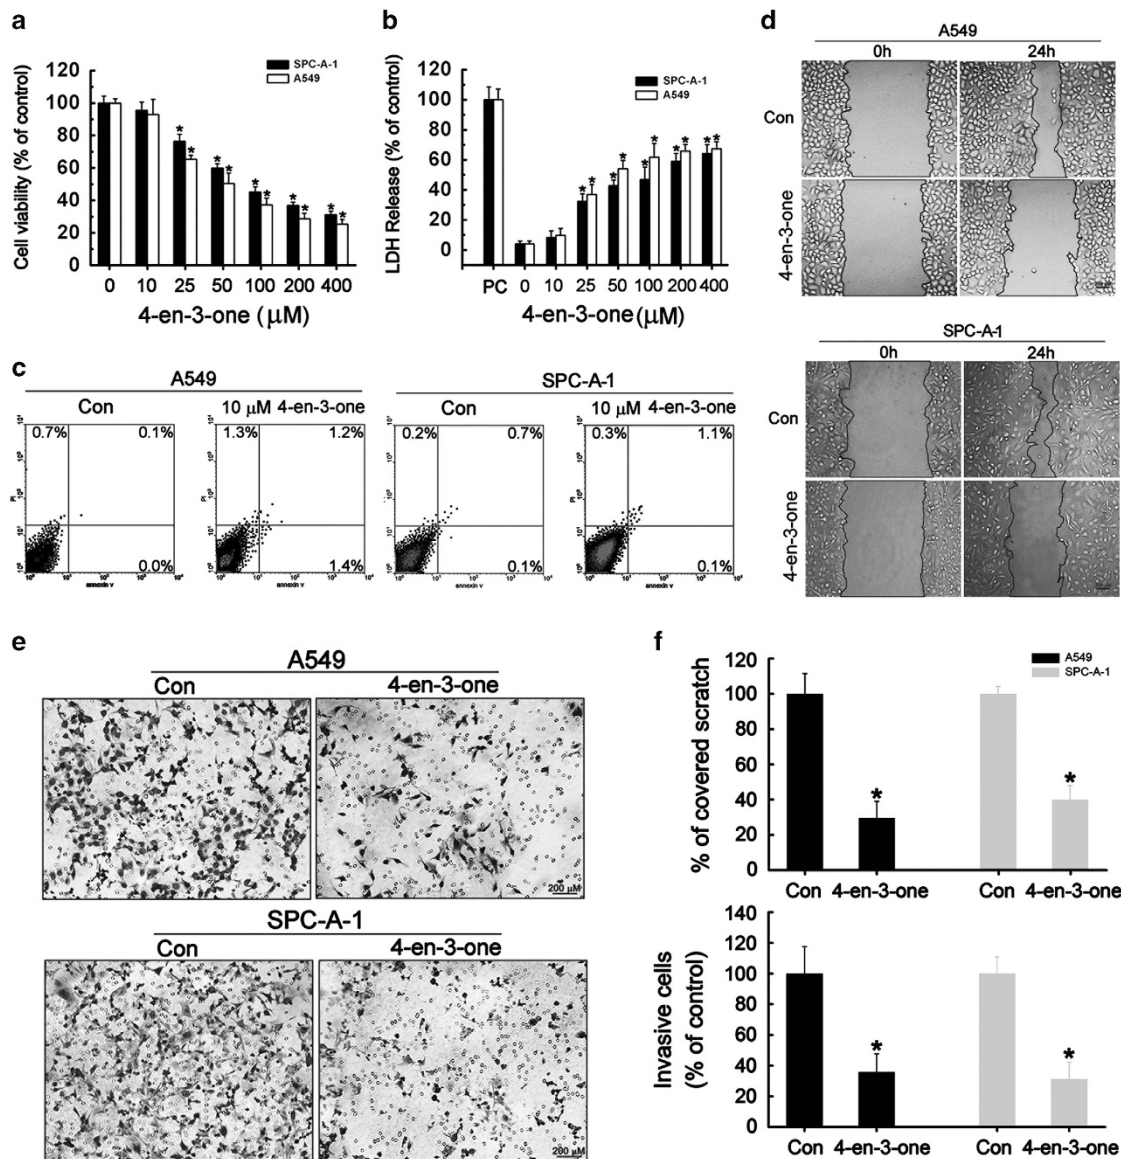 a
120
100
80
60
40
20
0
Cell viability (% of control)
SPC-A-1
A549
* * * * * * * * * *
0 10 25 50 100 200 400
4-en-3-one (μM)
b
120
100
80
60
40
20
0
LDH Release (% of control)
SPC-A-1
A549
* * * * * * * * * *
PC 0 10 25 50 100 200 400
4-en-3-one(μM)
c
A549
Con
10 μM 4-en-3-one
0.7% 0.1%
0.0%
1.3% 1.2%
1.4%
PI
annexin V
annexin V
SPC-A-1
Con
10 μM 4-en-3-one
0.2% 0.7%
0.1%
0.3% 1.1%
0.1%
annexin V
annexin V
d
A549
0h 24h
Con
4-en-3-one
SPC-A-1
0h 24h
Con
4-en-3-one
e
A549
Con 4-en-3-one
200 μM
SPC-A-1
Con 4-en-3-one
200 μM
f
A549
SPC-A-1
120
100
80
60
40
20
0
% of covered scratch
* *
Con 4-en-3-one Con 4-en-3-one
140
120
100
80
60
40
20
0
Invasive cells
(% of control)
* *
Con 4-en-3-one Con 4-en-3-one